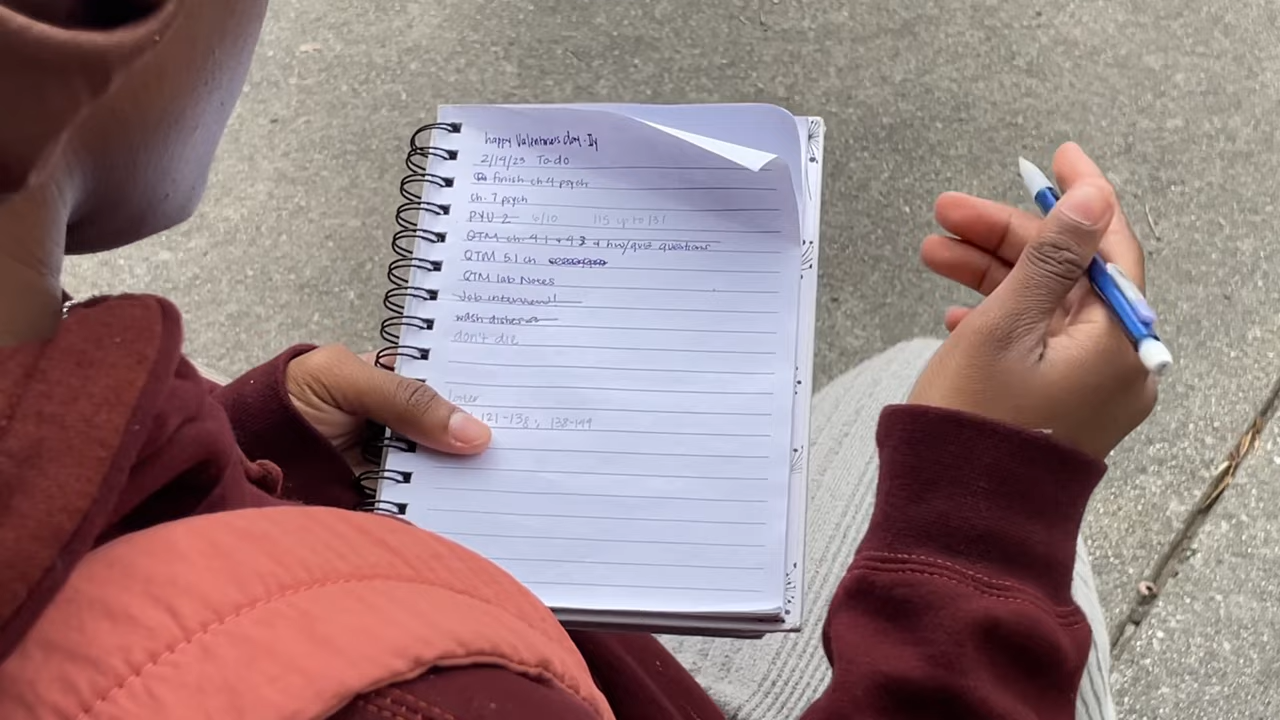 happy Valentines day - Ily
2/14/23 To do
finish ch 4 psych
ch. 7 psych
PYU 2 6/10 115 up to 131
QTM ch 4.1 + 4.3 + hw/quiz questions
QTM 5.1 ch
QTM lab Notes
Job interview!
wash dishes
don't die
later
121-138; 138-149